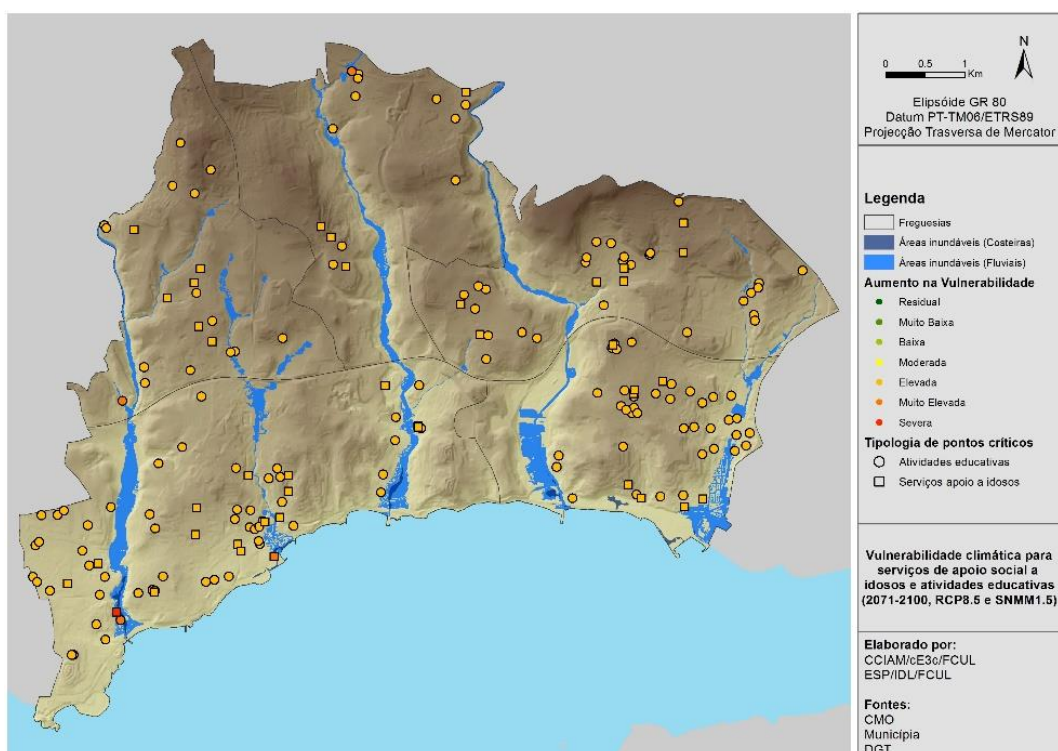 N
0 0.5 1
Km
Elipsóide GR 80
Datum PT-TM06/ETRS89
Projecção Trasversa de Mercator
Legenda
Freguesias
Áreas inundáveis (Costeiras)
Áreas inundáveis (Fluviais)
Aumento na Vulnerabilidade
Residual
Muito Baixa
Baixa
Moderada
Elevada
Muito Elevada
Severa
Tipologia de pontos críticos
Atividades educativas
Serviços apoio a idosos
Vulnerabilidade climática para
serviços de apoio social a
idosos e atividades educativas
(2071-2100, RCP8.5 e SNMM1.5)
Elaborado por:
CCIAM/cE3c/FCUL
ESP/IDL/FCUL
Fontes:
CMO
Municípia
DGT